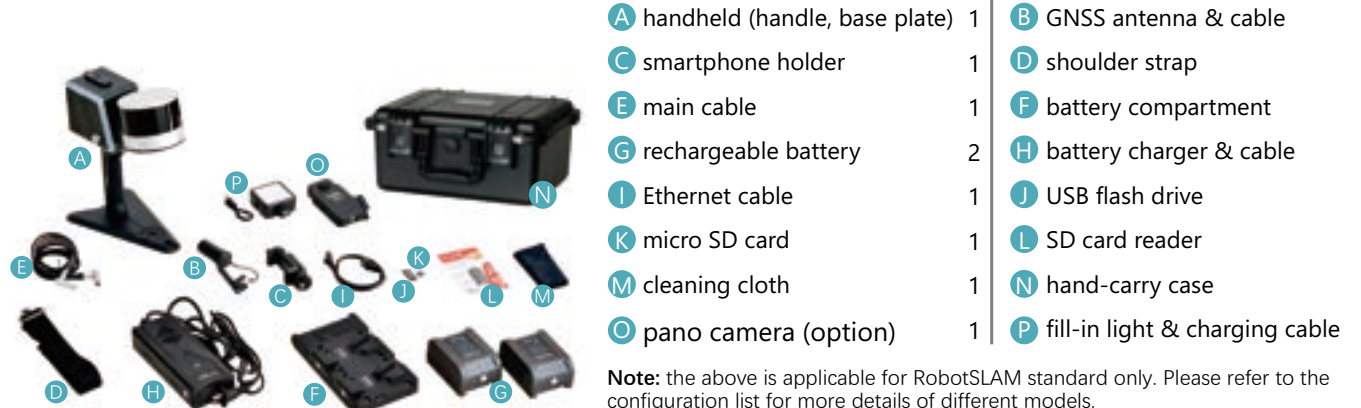 A handheld (handle, base plate) 1
C smartphone holder 1
E main cable 1
G rechargeable battery 2
I Ethernet cable 1
K micro SD card 1
M cleaning cloth 1
O pano camera (option) 1
B GNSS antenna & cable
D shoulder strap
F battery compartment
H battery charger & cable
J USB flash drive
L SD card reader
N hand-carry case
P fill-in light & charging cable
Note: the above is applicable for RobotSLAM standard only. Please refer to the
configuration list for more details of different models.
A
O
P
N
E
B
C
I
K
J
L
M
D
H
F
G